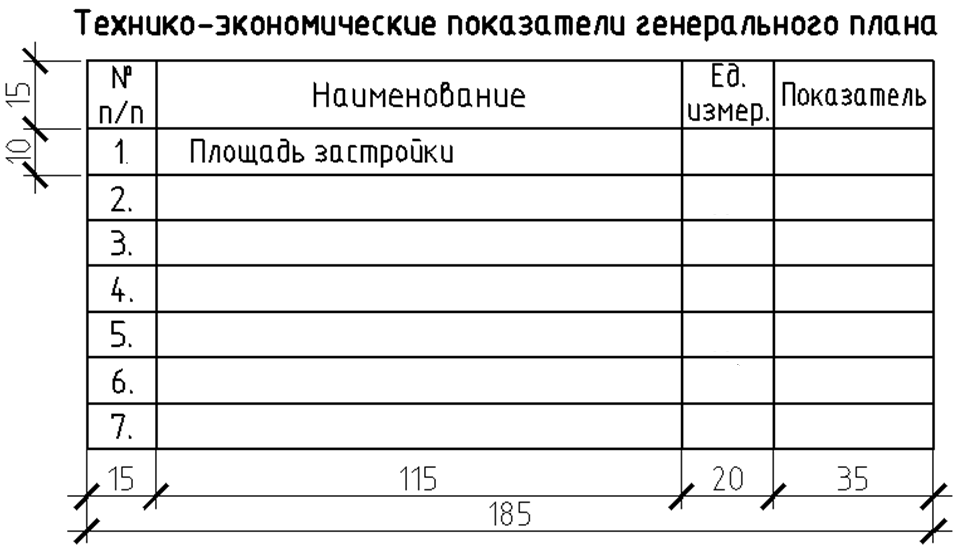 Технико-экономические показатели генерального плана
№ п/п
Наименование
Ед. измер.
Показатель
15
1.
Площадь застройки
10
2.
3.
4.
5.
6.
7.
15
115
20
35
185